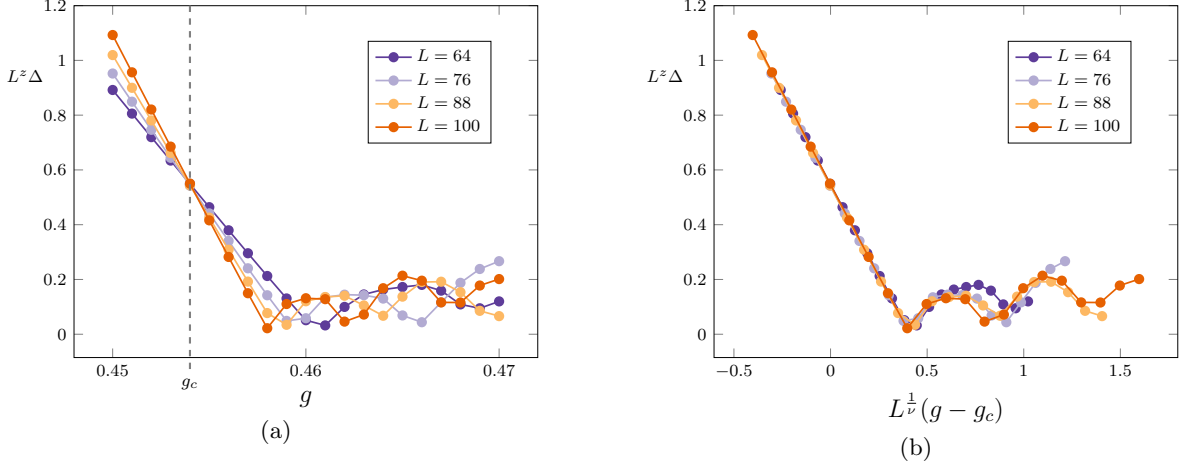 1.2
1
0.8
0.6
0.4
0.2
0
L^z Δ
L = 64
L = 76
L = 88
L = 100
0.45
g_c
0.46
0.47
g
(a)
1.2
1
0.8
0.6
0.4
0.2
0
L^z Δ
L = 64
L = 76
L = 88
L = 100
−0.5
0
0.5
1
1.5
L^{1/ν}(g − g_c)
(b)